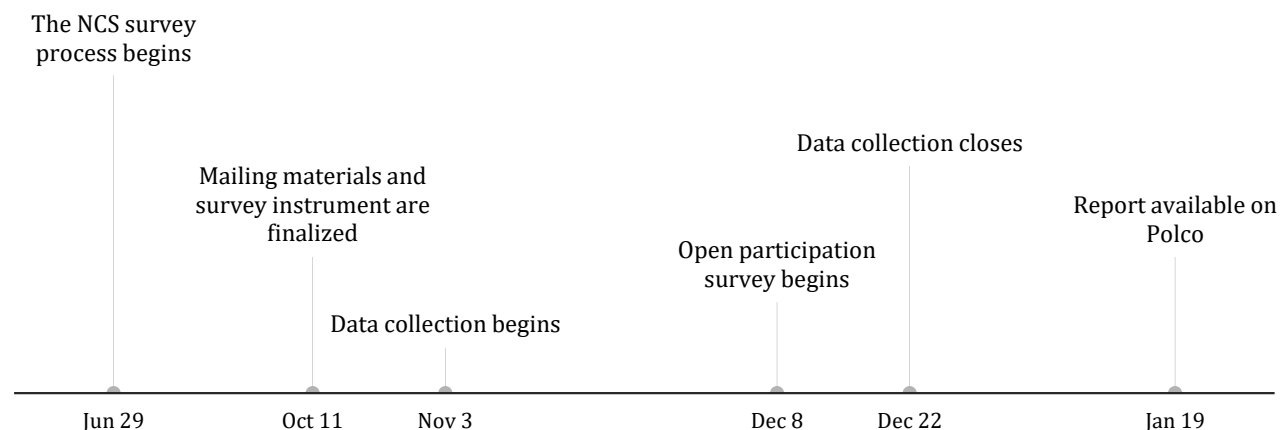 The NCS survey
process begins
Mailing materials and
survey instrument are
finalized
Data collection begins
Open participation
survey begins
Data collection closes
Report available on
Polco
Jun 29
Oct 11
Nov 3
Dec 8
Dec 22
Jan 19